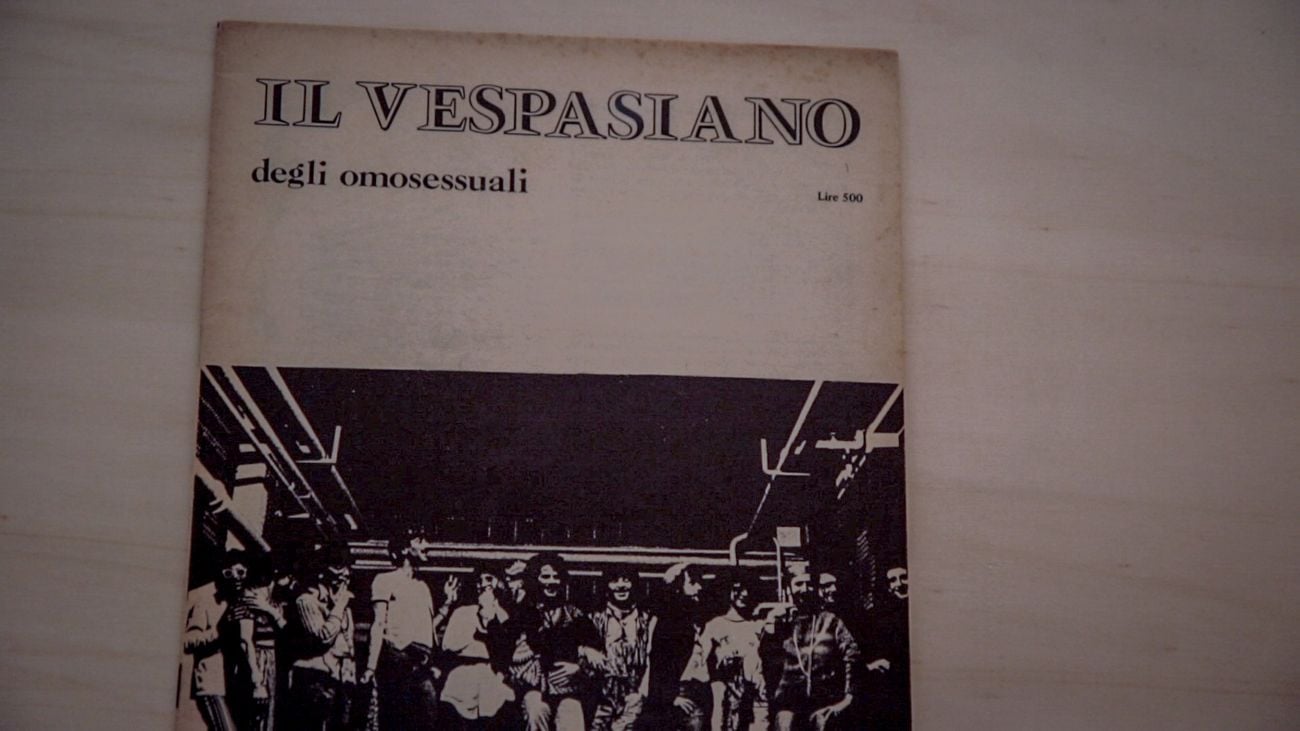 IL VESPASIANO
degli omosessuali
Lire 500